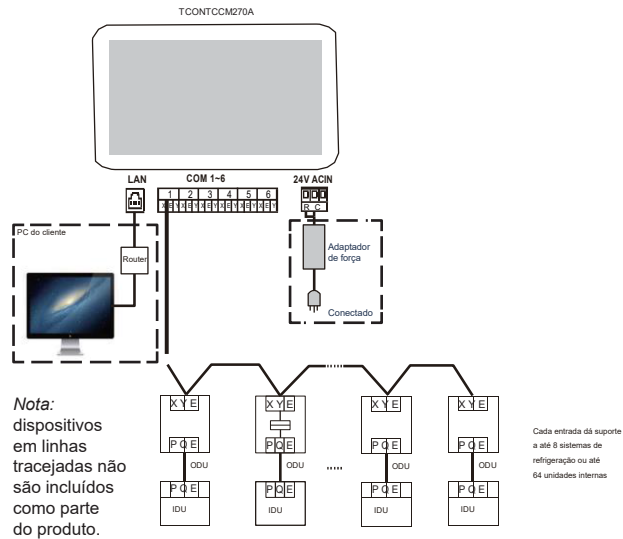 TCONTCCM270A
LAN
COM 1~6
24V ACIN
1 2 3 4 5 6
X E Y X E Y X E Y X E Y X E Y X E Y
R C
PC do cliente
Router
Adaptador
de força
Conectado
X Y E
X Y E
X Y E
X Y E
P Q E
P Q E
P Q E
P Q E
ODU
ODU
ODU
ODU
P Q E
P Q E
P Q E
P Q E
IDU
IDU
IDU
IDU
Nota:
dispositivos
em linhas
tracejadas não
são incluídos
como parte
do produto.
Cada entrada dá suporte
a até 8 sistemas de
refrigeração ou até
64 unidades internas